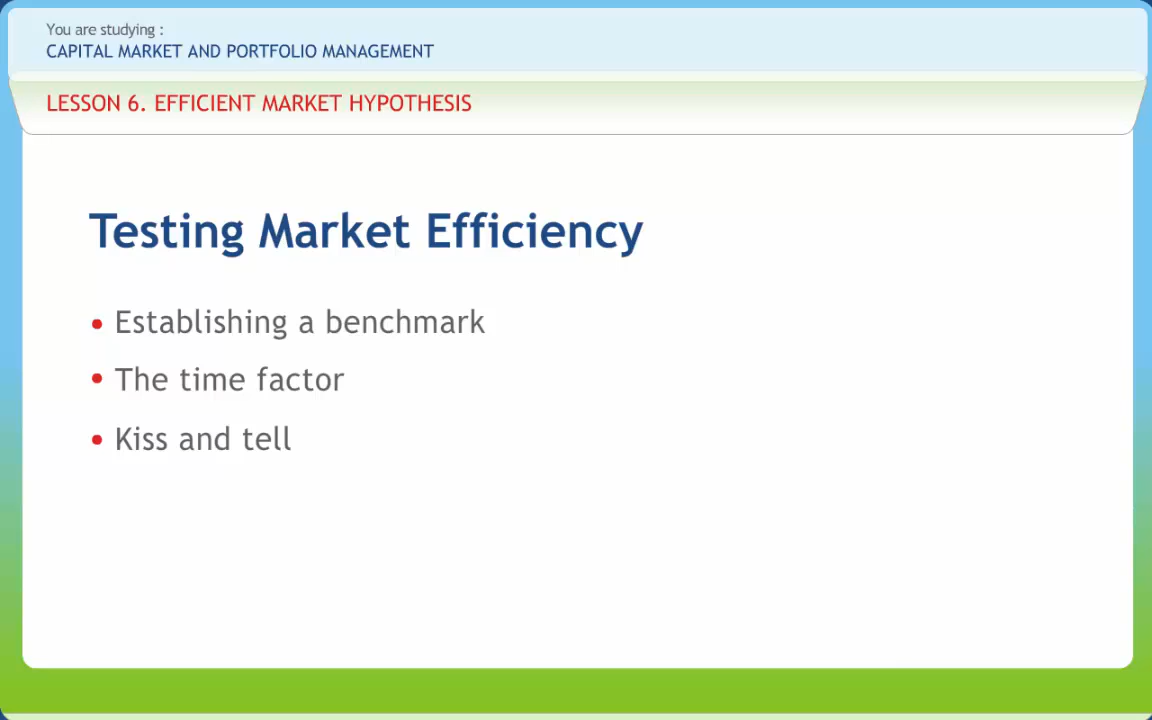 You are studying :
CAPITAL MARKET AND PORTFOLIO MANAGEMENT
LESSON 6. EFFICIENT MARKET HYPOTHESIS
Testing Market Efficiency
• Establishing a benchmark
• The time factor
• Kiss and tell